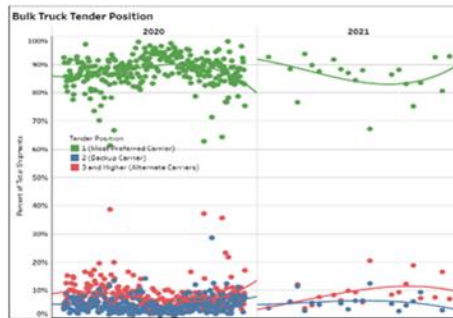 Bulk Truck Tender Position
2020 2021
100%
90%
80%
70%
60%
50%
40%
30%
20%
10%
0%
Percent of Total Shipments
Tender Position
1 (Most Preferred Carrier)
2 (Backup Carrier)
3 and Higher (Alternate Carriers)